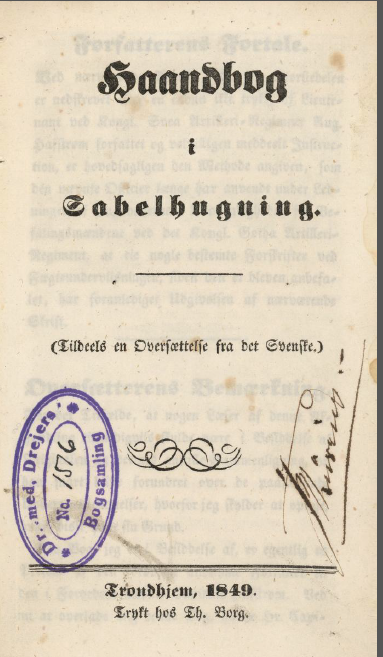 Haandbog
i
Sabelhugning.
(Tildeels en Oversættelse fra det Svenske.)
Dr. med. Drejers.
No. 1576
Bogsamling
Trondhjem, 1849.
Trykt hos Th. Borg.